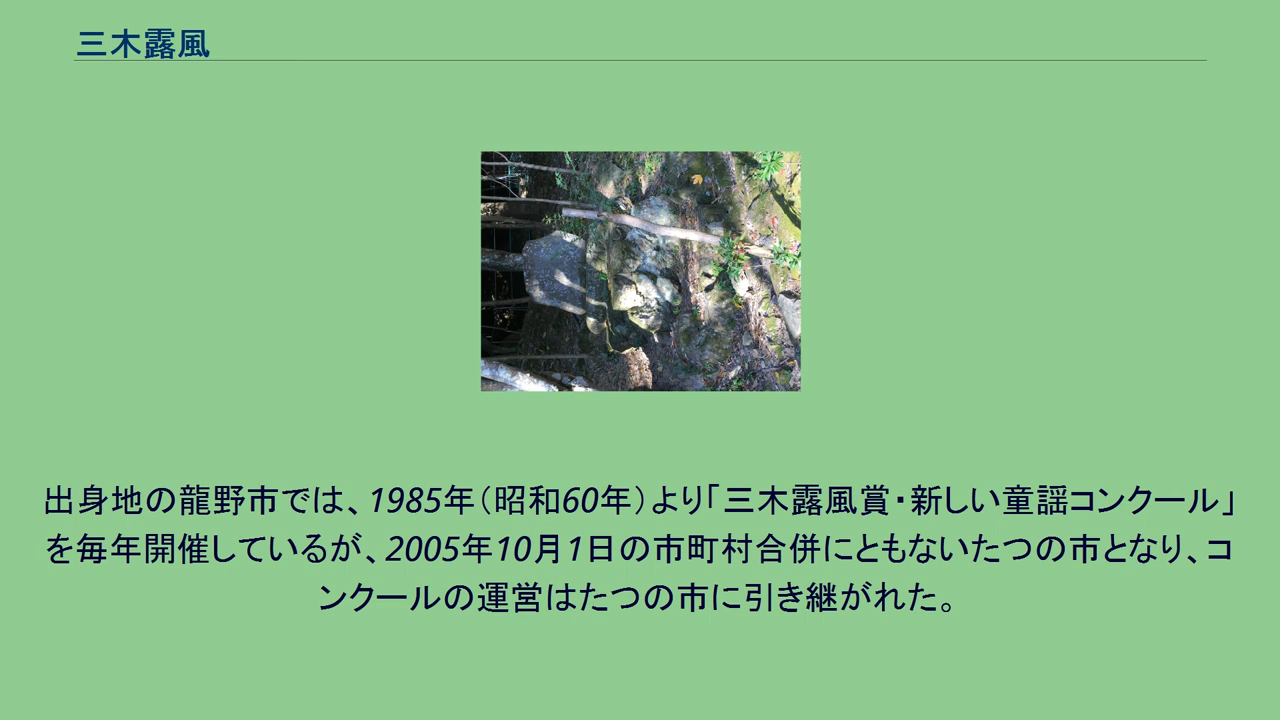 三木露風
出身地の龍野市では、1985年（昭和60年）より「三木露風賞・新しい童謡コンクール」
を毎年開催しているが、2005年10月1日の市町村合併にともないたつの市となり、コ
ンクールの運営はたつの市に引き継がれた。